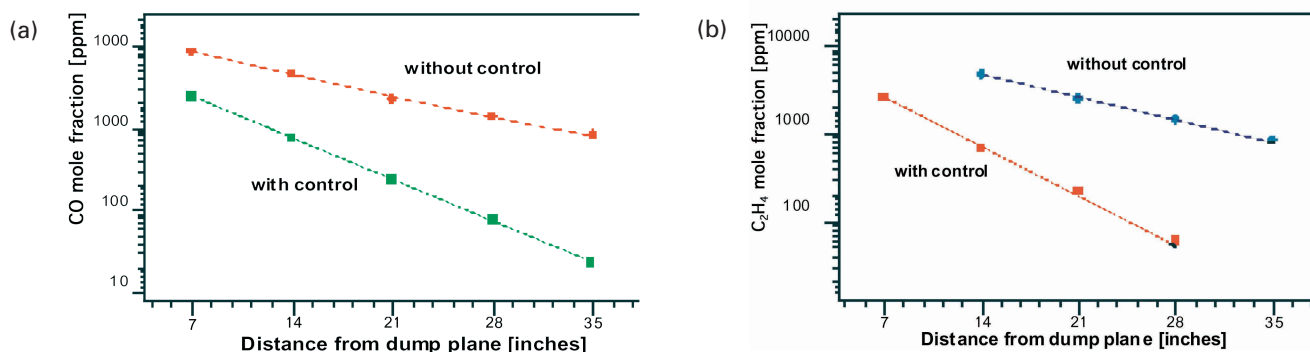 (a)
CO mole fraction [ppm]
1000
1000
100
10
without control
with control
7 14 21 28 35
Distance from dump plane [inches]
(b)
C₂H₄ mole fraction [ppm]
10000
1000
100
without control
with control
7 14 21 28 35
Distance from dump plane [inches]